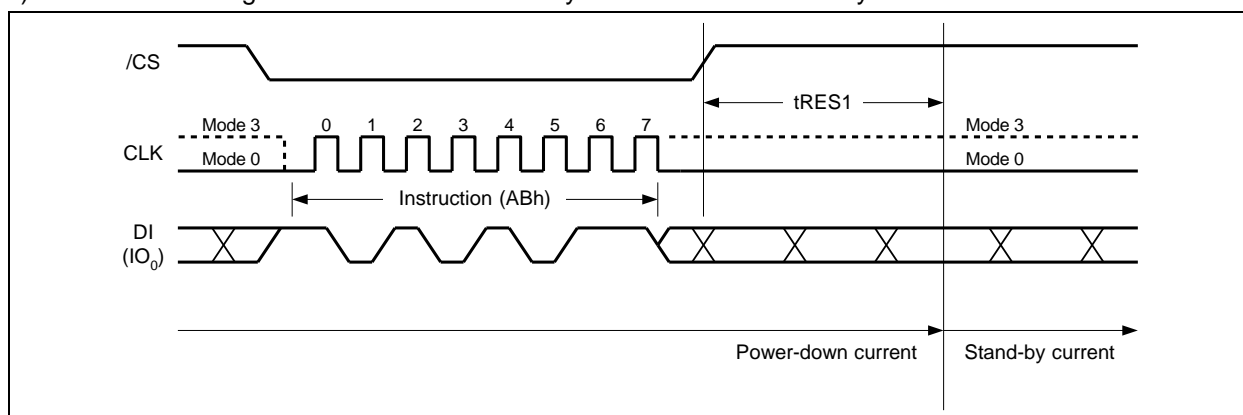 /CS
tRES1
Mode 3 0 1 2 3 4 5 6 7 Mode 3
CLK
Mode 0 Mode 0
Instruction (ABh)
DI
(IO0)
Power-down current Stand-by current